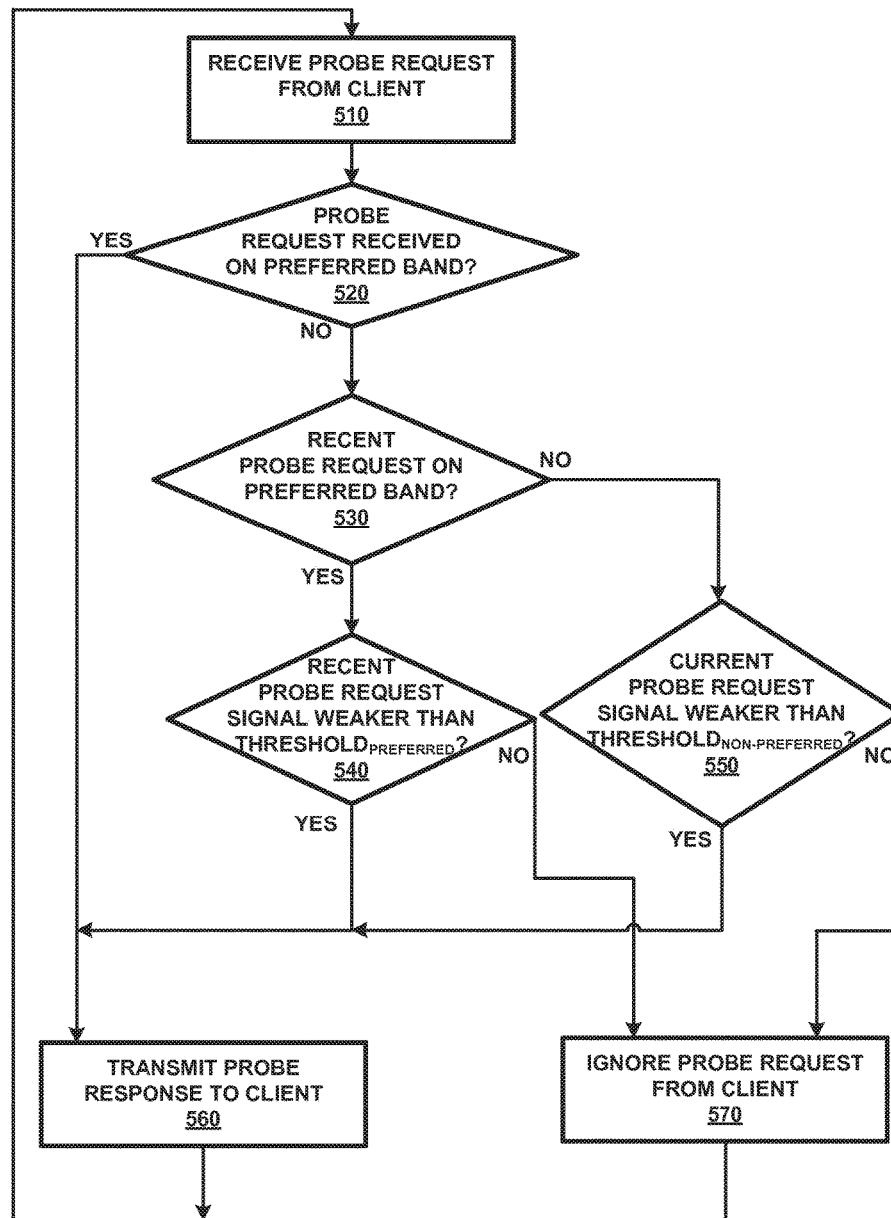 RECEIVE PROBE REQUEST
FROM CLIENT
510
PROBE
REQUEST RECEIVED
ON PREFERRED BAND?
520
YES
NO
RECENT
PROBE REQUEST ON
PREFERRED BAND?
530
NO
YES
RECENT
PROBE REQUEST
SIGNAL WEAKER THAN
THRESHOLDPREFERRED?
540
NO
YES
CURRENT
PROBE REQUEST
SIGNAL WEAKER THAN
THRESHOLDNON-PREFERRED?
550
NO
YES
TRANSMIT PROBE
RESPONSE TO CLIENT
560
IGNORE PROBE REQUEST
FROM CLIENT
570